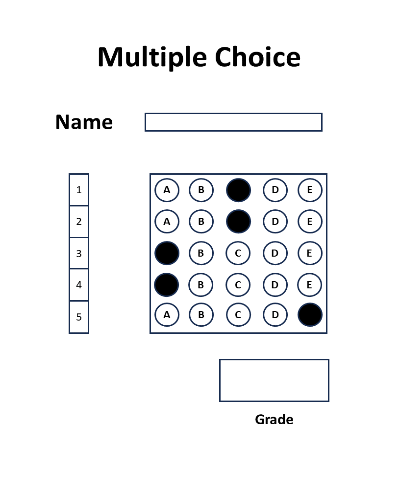 Multiple Choice
Name
1 A B D E
2 A B D E
3 B C D E
4 B C D E
5 A B C D
Grade